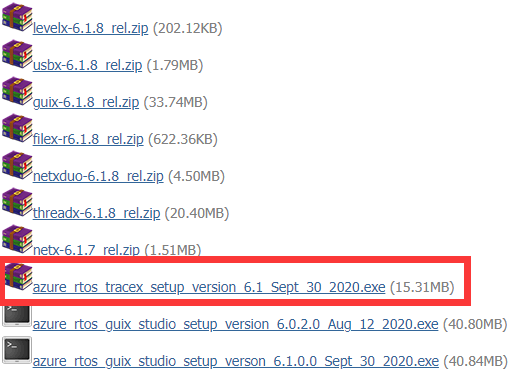 levelx-6.1.8_rel.zip (202.12KB)
usbx-6.1.8_rel.zip (1.79MB)
guix-6.1.8_rel.zip (33.74MB)
filex-r6.1.8_rel.zip (622.36KB)
netxduo-6.1.8_rel.zip (4.50MB)
threadx-6.1.8_rel.zip (20.40MB)
netx-6.1.7_rel.zip (1.51MB)
azure_rtos_tracex_setup_version_6.1_Sept_30_2020.exe (15.31MB)
azure_rtos_guix_studio_setup_version_6.0.2.0_Aug_12_2020.exe (40.80MB)
azure_rtos_guix_studio_setup_verson_6.1.0.0_Sept_30_2020.exe (40.84MB)